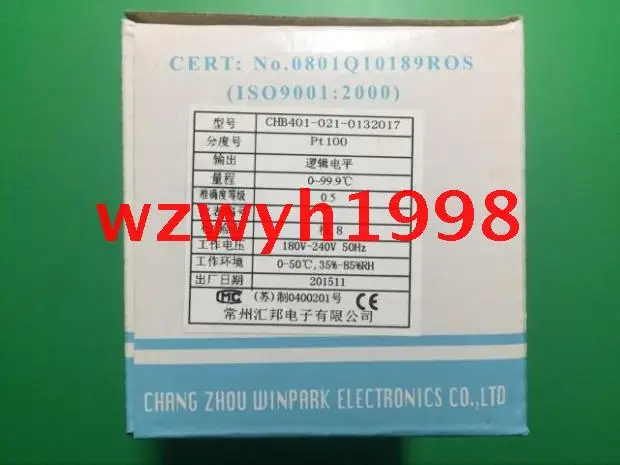 CERT: No.0801Q10189ROS
(ISO9001:2000)
型号 CHB401-021-0132017
分度号 Pt100
输出 逻辑电平
量程 0~99.9℃
准确度等级 0.5
wzwyh1998
8
工作电压 180V~240V 50Hz
工作环境 0-50℃,35%-85%RH
出厂日期 201511
MC (苏)制0400201号 CE
常州汇邦电子有限公司
CHANG ZHOU WINPARK ELECTRONICS CO.,LTD